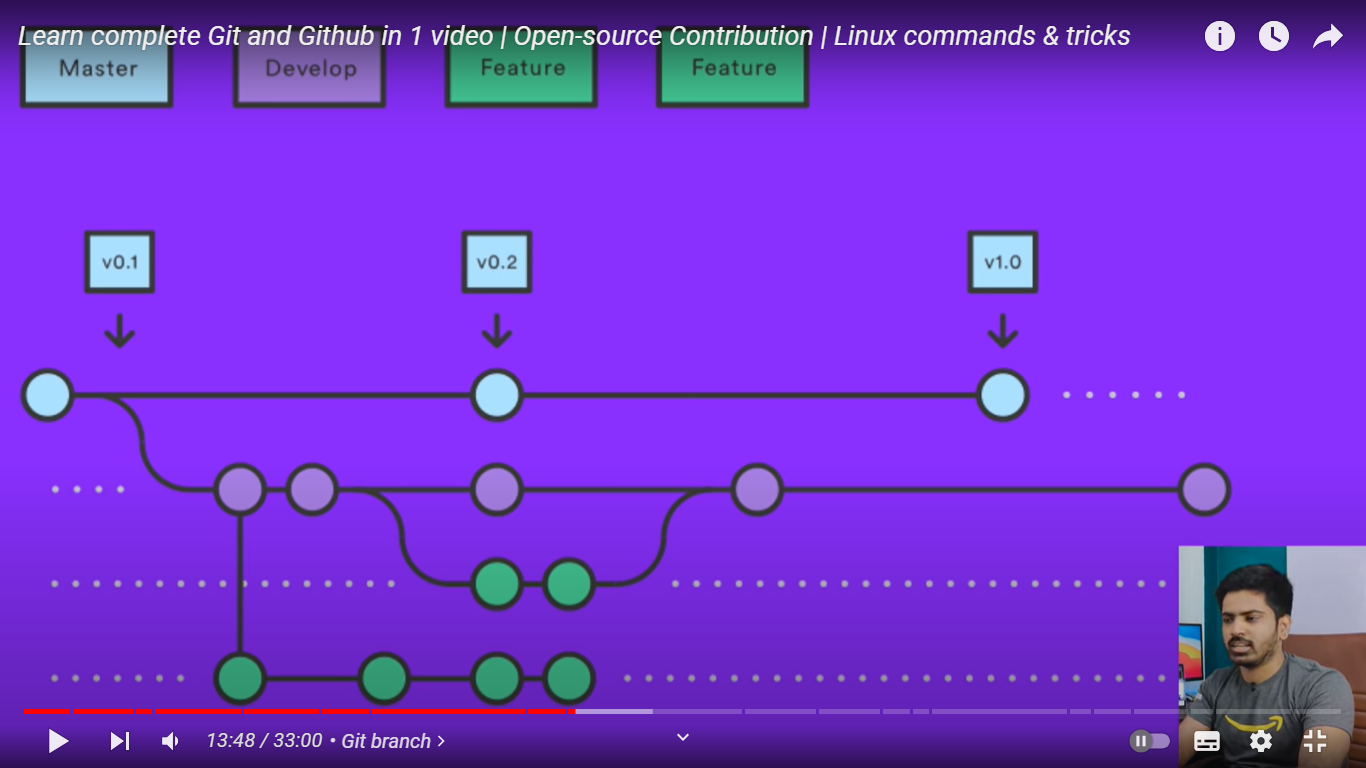 Learn complete Git and Github in 1 video | Open-source Contribution | Linux commands & tricks
Master
Develop
Feature
Feature
v0.1
v0.2
v1.0
13:48 / 33:00 • Git branch